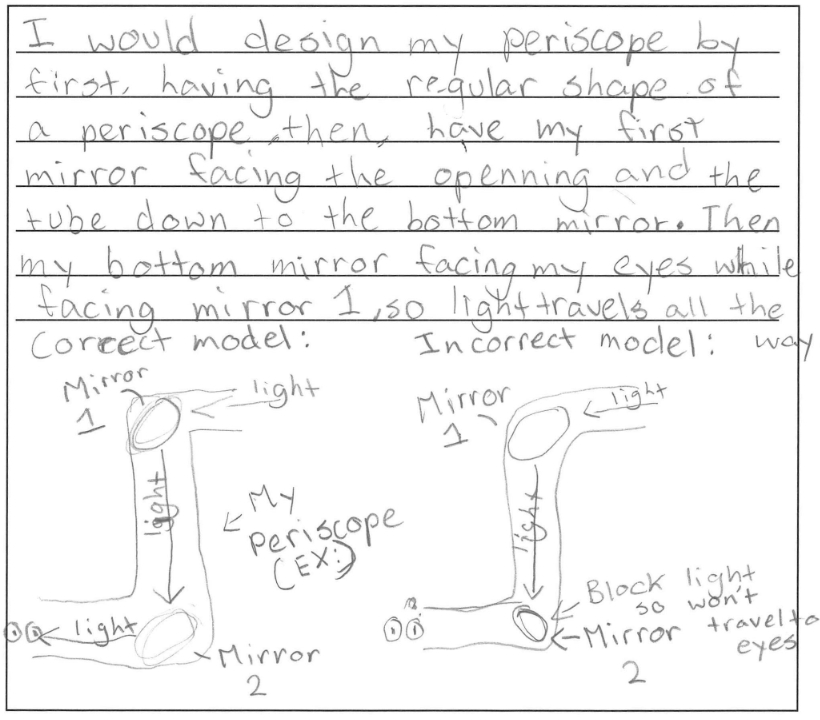 I would design my periscope by
first, having the regular shape of
a periscope, then, have my first
mirror facing the openning and the
tube down to the bottom mirror. Then
my bottom mirror facing my eyes while
facing mirror 1, so light travels all the
way
Correct model:
Mirror
1
light
light
light
Mirror
2
← My
periscope
(EX:)
Incorrect model:
Mirror
1
light
light
Block light
so won't
travel to
eyes
Mirror
2